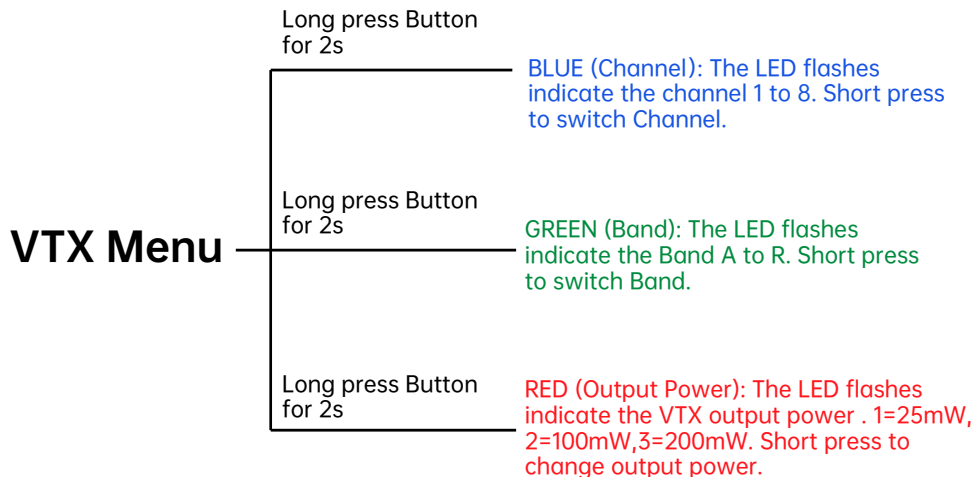 Long press Button
for 2s
BLUE (Channel): The LED flashes
indicate the channel 1 to 8. Short press
to switch Channel.
Long press Button
for 2s
VTX Menu
GREEN (Band): The LED flashes
indicate the Band A to R. Short press
to switch Band.
Long press Button
for 2s
RED (Output Power): The LED flashes
indicate the VTX output power . 1=25mW,
2=100mW,3=200mW. Short press to
change output power.